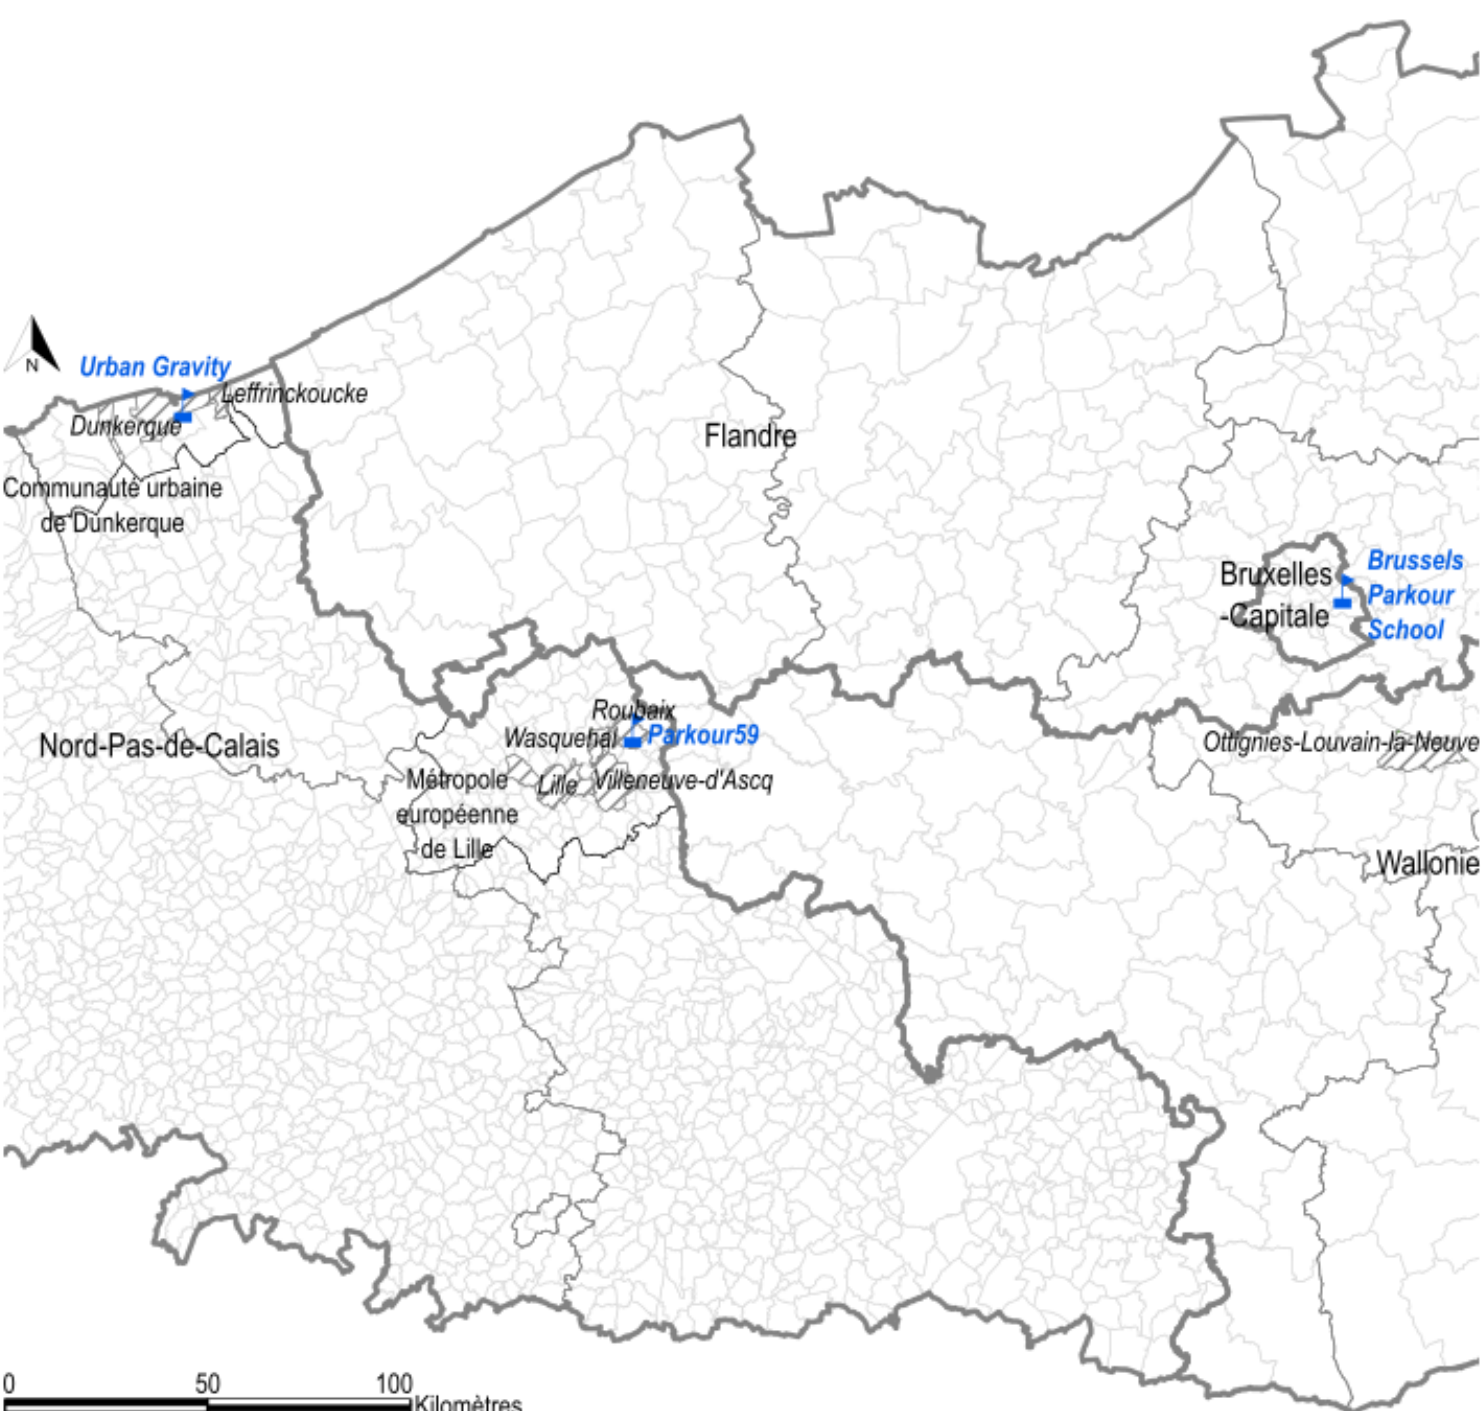 N
Urban Gravity
Leffrinckoucke
Dunkerque
Communauté urbaine
de Dunkerque
Flandre
Bruxelles
-Capitale
Brussels
Parkour
School
Nord-Pas-de-Calais
Roubaix
Wasquehal
Parkour59
Métropole
européenne
de Lille
Lille
Villeneuve-d'Ascq
Ottignies-Louvain-la-Neuve
Wallonie
0 50 100
Kilomètres